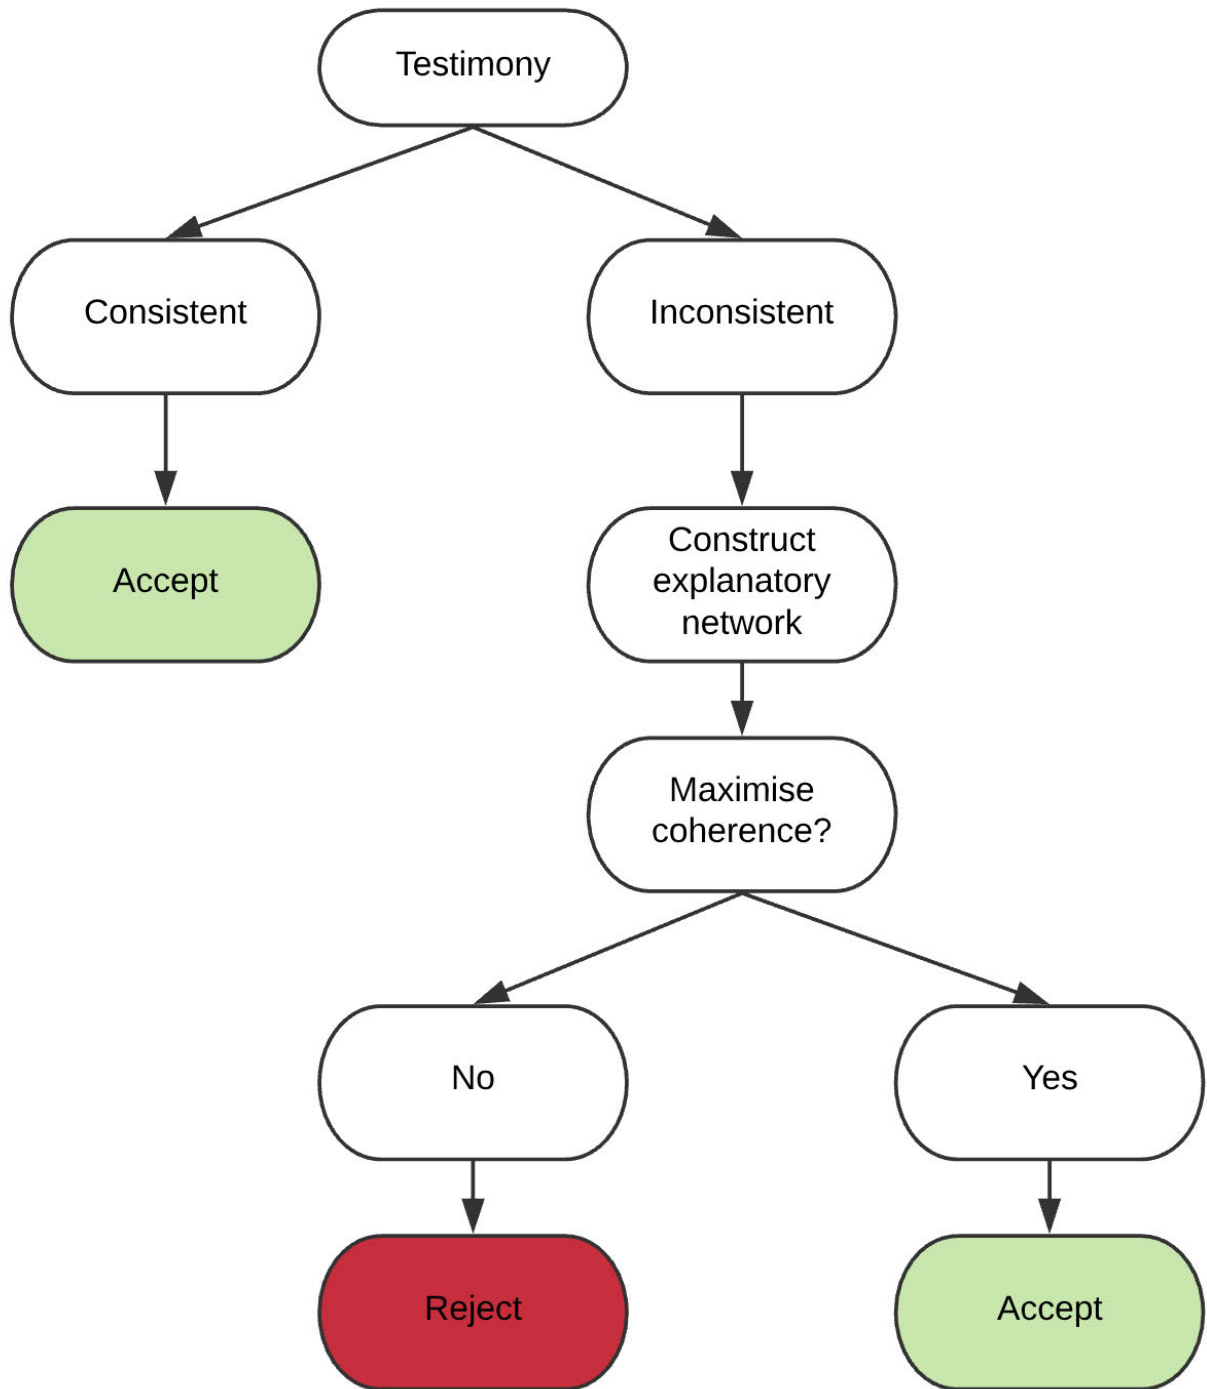 Testimony
Consistent
Inconsistent
Accept
Construct
explanatory
network
Maximise
coherence?
No
Yes
Reject
Accept